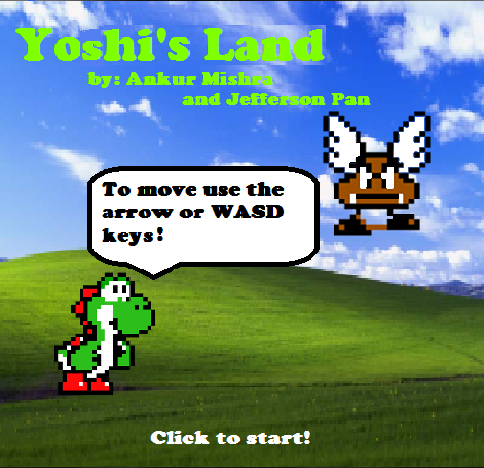 Yoshi's Land
by: Ankur Mishra
and Jefferson Pan
To move use the
arrow or WASD
keys!
Click to start!